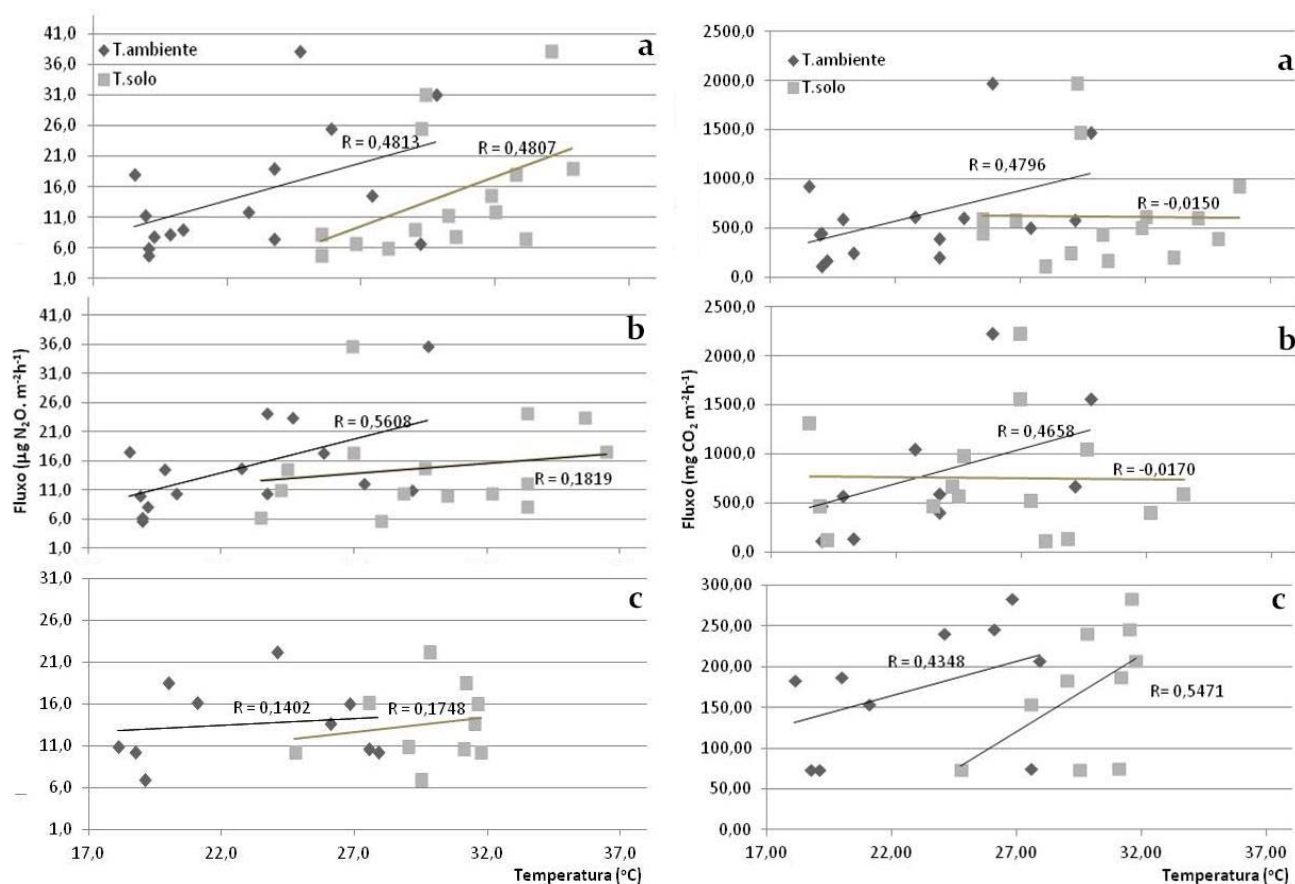 41,0
36,0
31,0
26,0
21,0
16,0
11,0
6,0
1,0
T.ambiente
T.solo
a
R = 0,4813
R = 0,4807
2500,0
2000,0
1500,0
1000,0
500,0
0,0
T.ambiente
T.solo
a
R = 0,4796
R = -0,0150
Fluxo (µg N₂O. m⁻²h⁻¹)
41,0
36,0
31,0
26,0
21,0
16,0
11,0
6,0
1,0
b
R = 0,5608
R = 0,1819
Fluxo (mg CO₂ m⁻²h⁻¹)
2500,0
2000,0
1500,0
1000,0
500,0
0,0
b
R = 0,4658
R = -0,0170
31,0
26,0
21,0
16,0
11,0
6,0
1,0
c
R = 0,1402
R = 0,1748
17,0 22,0 27,0 32,0 37,0
Temperatura (°C)
300,00
250,00
200,00
150,00
100,00
50,00
0,00
c
R = 0,4348
R= 0,5471
17,00 22,00 27,00 32,00 37,00
Temperatura (°C)